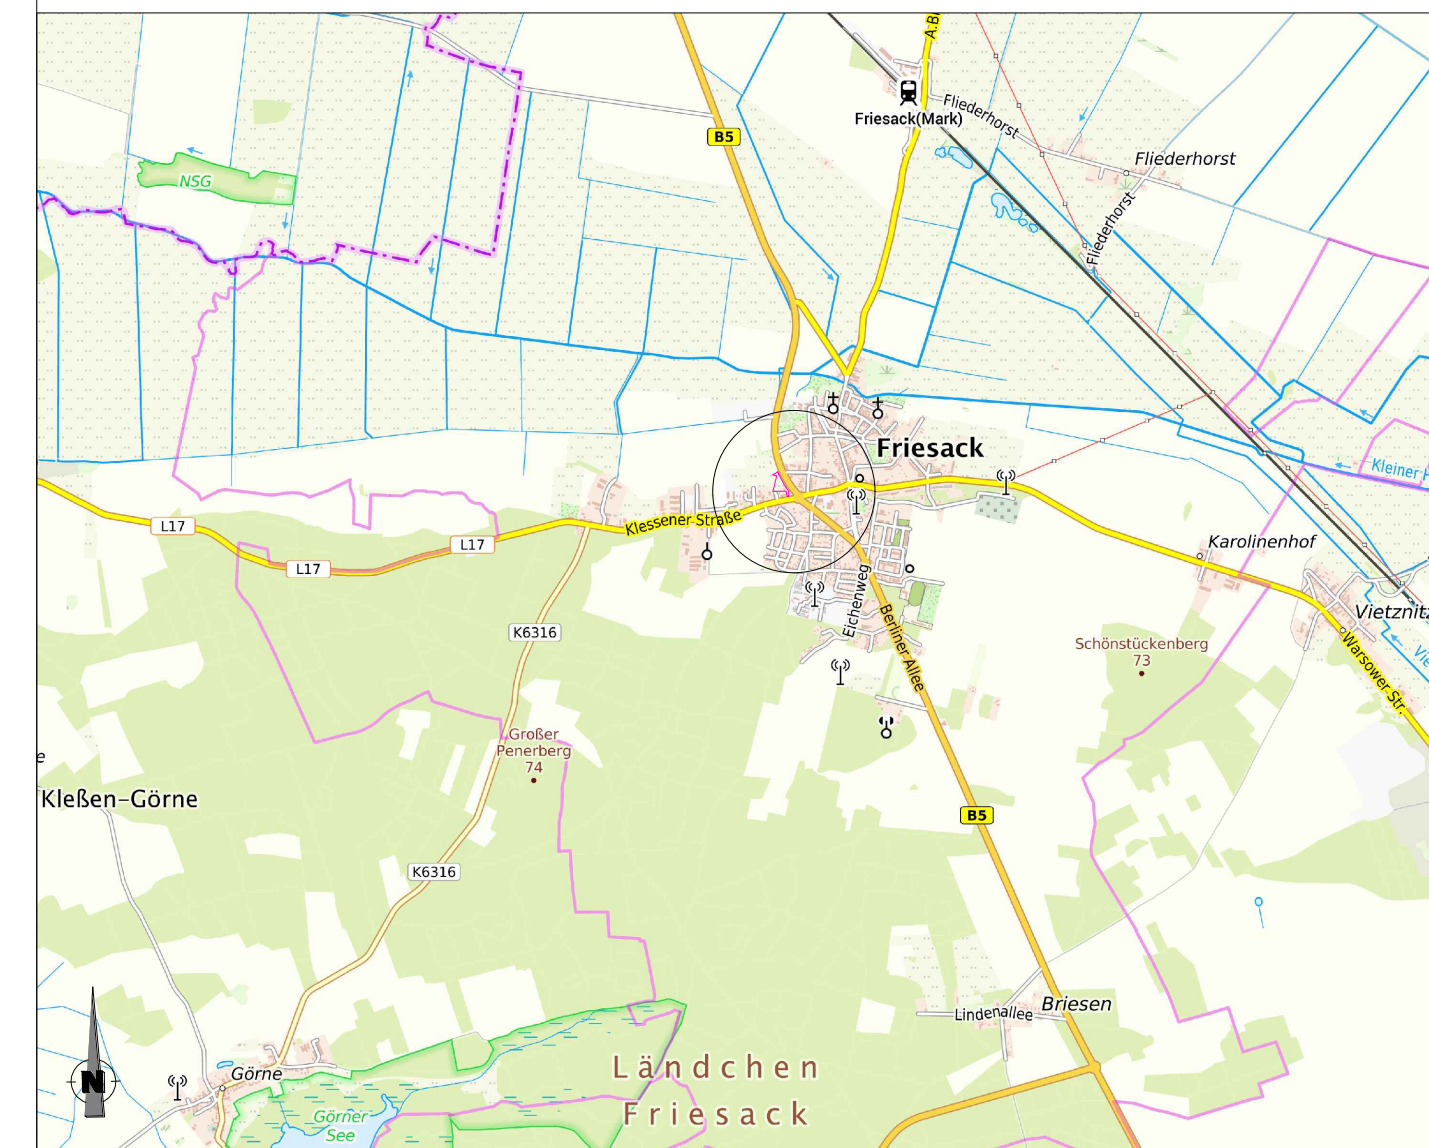 A.B
B5
Friesack(Mark)
Fliederhorst
Fliederhorst
NSG
Fliederhorst
Friesack
Kleiner H
L17
Klessener Straße
L17
L17
Karolinenhof
Vietznitz
Eichenweg
K6316
Berliner Allee
Schönstückenberg
73
Vie
Warsower Str.
Großer
Penerberg
74
e
Kleßen-Görne
B5
K6316
Briesen
Lindenallee
Ländchen
Friesack
N
Görne
Görner
See